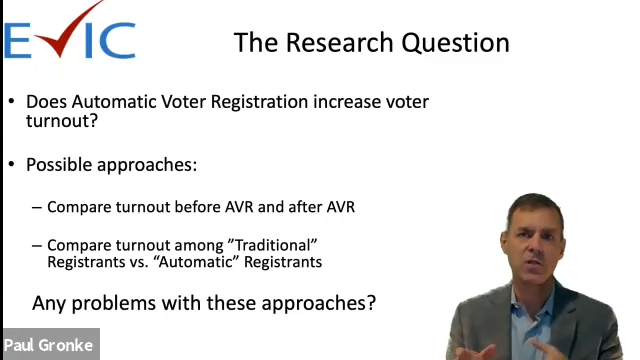 EVIC
The Research Question
• Does Automatic Voter Registration increase voter
turnout?
• Possible approaches:
– Compare turnout before AVR and after AVR
– Compare turnout among ”Traditional”
Registrants vs. “Automatic” Registrants
Any problems with these approaches?
Paul Gronke